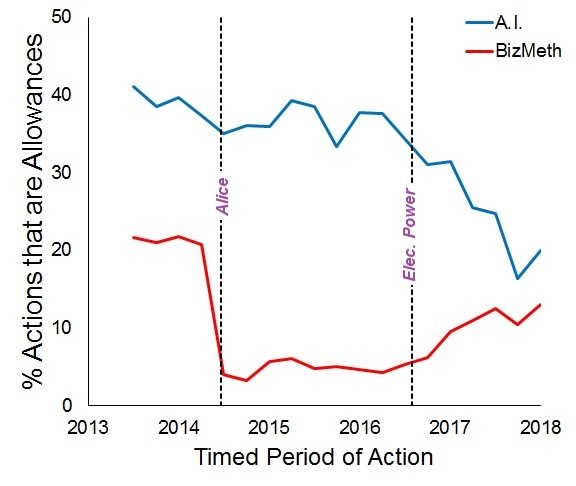 50
40
30
20
10
0
% Actions that are Allowances
A.I.
BizMeth
Alice
Elec. Power
2013 2014 2015 2016 2017 2018
Timed Period of Action